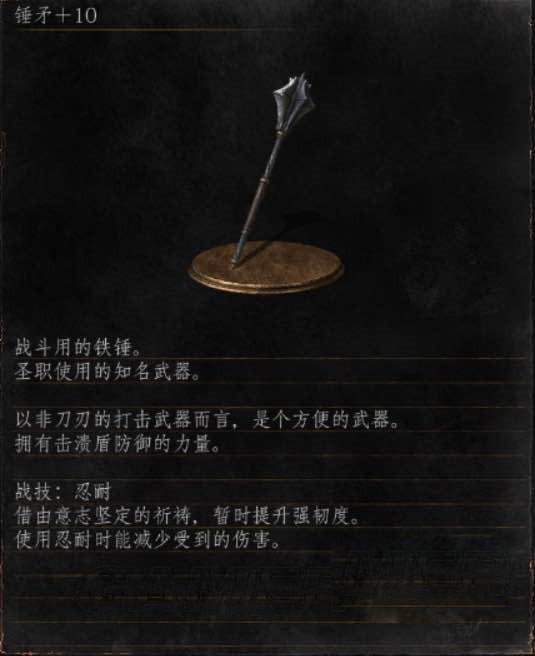 锤矛+10
战斗用的铁锤。
圣职使用的知名武器。
以非刀刃的打击武器而言，是个方便的武器。
拥有击溃盾防御的力量。
战技：忍耐
借由意志坚定的祈祷，暂时提升强韧度。
使用忍耐时能减少受到的伤害。